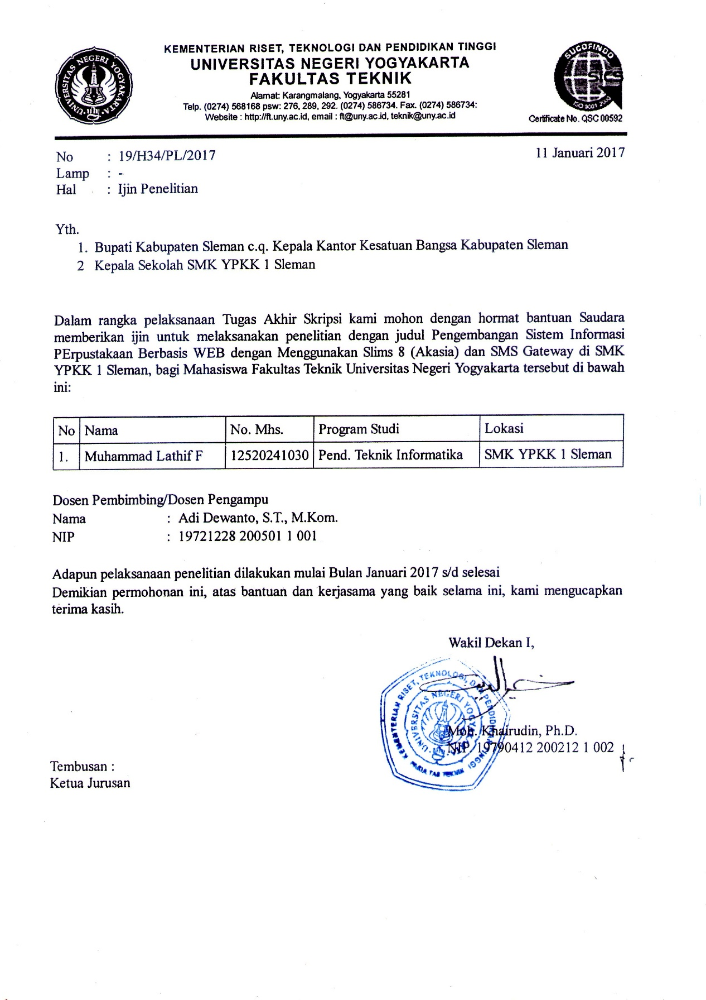 KEMENTERIAN RISET, TEKNOLOGI DAN PENDIDIKAN TINGGI
UNIVERSITAS NEGERI YOGYAKARTA
FAKULTAS TEKNIK
Alamat: Karangmalang, Yogyakarta 55281
Telp. (0274) 568168 psw: 276, 289, 292. (0274) 586734. Fax. (0274) 586734:
Website : http://ft.uny.ac.id, email : ft@uny.ac.id, teknik@uny.ac.id
UNIVERSITAS NEGERI YOGYAKARTA
SUCOFINDO
SICS
ISO 9001 2000
Certificate No. QSC 00592
No : 19/H34/PL/2017
11 Januari 2017
Lamp : -
Hal : Ijin Penelitian
Yth.
1. Bupati Kabupaten Sleman c.q. Kepala Kantor Kesatuan Bangsa Kabupaten Sleman
2 Kepala Sekolah SMK YPKK 1 Sleman
Dalam rangka pelaksanaan Tugas Akhir Skripsi kami mohon dengan hormat bantuan Saudara
memberikan ijin untuk melaksanakan penelitian dengan judul Pengembangan Sistem Informasi
PErpustakaan Berbasis WEB dengan Menggunakan Slims 8 (Akasia) dan SMS Gateway di SMK
YPKK 1 Sleman, bagi Mahasiswa Fakultas Teknik Universitas Negeri Yogyakarta tersebut di bawah
ini:
No Nama No. Mhs. Program Studi Lokasi
1. Muhammad Lathif F 12520241030 Pend. Teknik Informatika SMK YPKK 1 Sleman
Dosen Pembimbing/Dosen Pengampu
Nama : Adi Dewanto, S.T., M.Kom.
NIP : 19721228 200501 1 001
Adapun pelaksanaan penelitian dilakukan mulai Bulan Januari 2017 s/d selesai
Demikian permohonan ini, atas bantuan dan kerjasama yang baik selama ini, kami mengucapkan
terima kasih.
Wakil Dekan I,
KEMENTERIAN RISET, TEKNOLOGI, DAN PENDIDIKAN TINGGI
UNIVERSITAS NEGERI YOGYAKARTA
FAKULTAS TEKNIK
Moh. Khairudin, Ph.D.
NIP 19790412 200212 1 002
Tembusan :
Ketua Jurusan